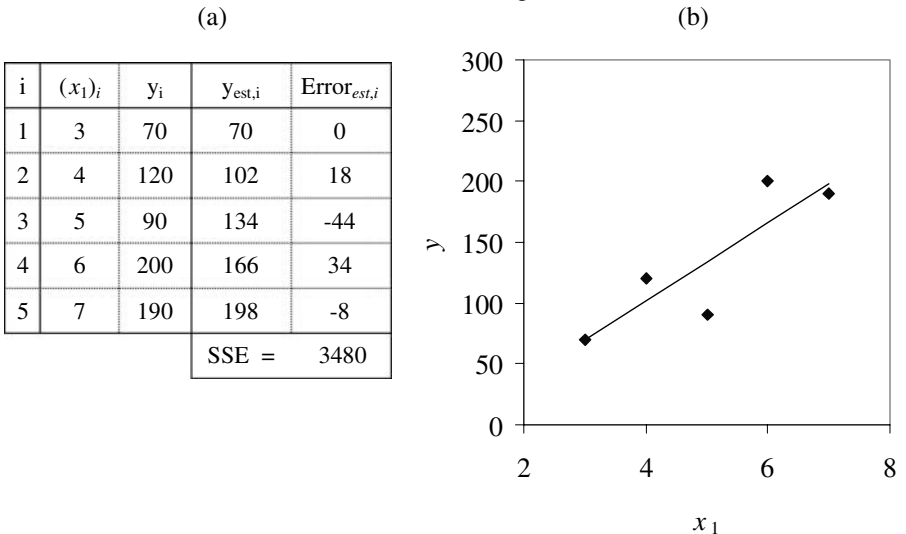 (a)
i (x₁)ᵢ yᵢ y_est,i Error_est,i
1 3 70 70 0
2 4 120 102 18
3 5 90 134 -44
4 6 200 166 34
5 7 190 198 -8
SSE = 3480
(b)
300
250
200
150
100
50
0
y
2 4 6 8
x₁